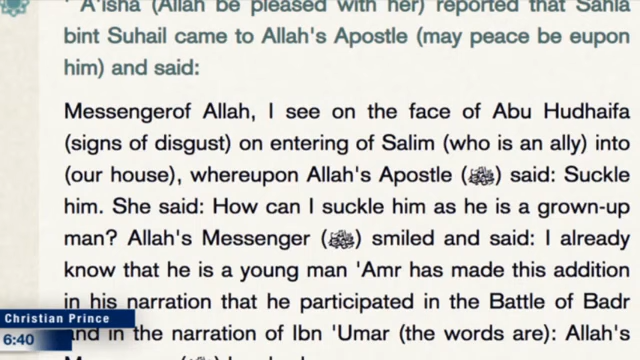 'A'isha (Allah be pleased with her) reported that Sahla
bint Suhail came to Allah's Apostle (may peace be eupon
him) and said:
Messengerof Allah, I see on the face of Abu Hudhaifa
(signs of disgust) on entering of Salim (who is an ally) into
(our house), whereupon Allah's Apostle (ﷺ) said: Suckle
him. She said: How can I suckle him as he is a grown-up
man? Allah's Messenger (ﷺ) smiled and said: I already
know that he is a young man 'Amr has made this addition
in his narration that he participated in the Battle of Badr
and in the narration of Ibn 'Umar (the words are): Allah's
Christian Prince
6:40